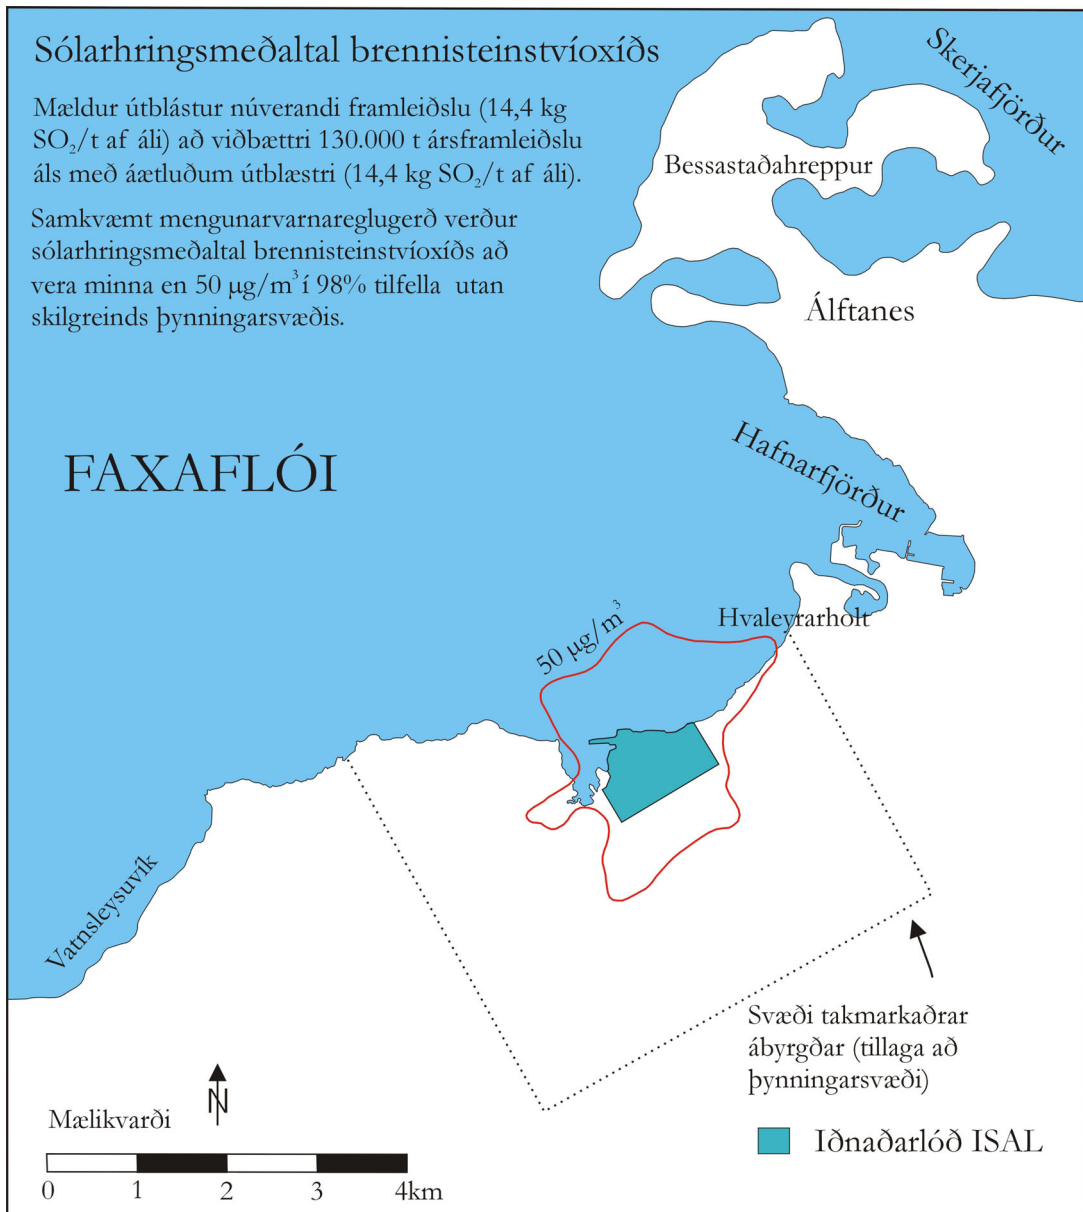 Sólarhringsmeðaltal brennisteinstvíoxíðs
Mældur útblástur núverandi framleiðslu (14,4 kg
SO₂/t af áli) að viðbættri 130.000 t ársframleiðslu
áls með áætluðum útblæstri (14,4 kg SO₂/t af áli).
Samkvæmt mengunarvarnareglugerð verður
sólarhringsmeðaltal brennisteinstvíoxíðs að
vera minna en 50 µg/m³ í 98% tilfella utan
skilgreinds þynningarsvæðis.
Skerjafjörður
Bessastaðahreppur
Álftanes
FAXAFLÓI
Hafnarfjörður
Hvaleyrarholt
50 µg/m³
Vatnsleysuvík
Svæði takmarkaðrar
ábyrgðar (tillaga að
þynningarsvæði)
N
Mælikvarði
0 1 2 3 4km
Iðnaðarlóð ISAL